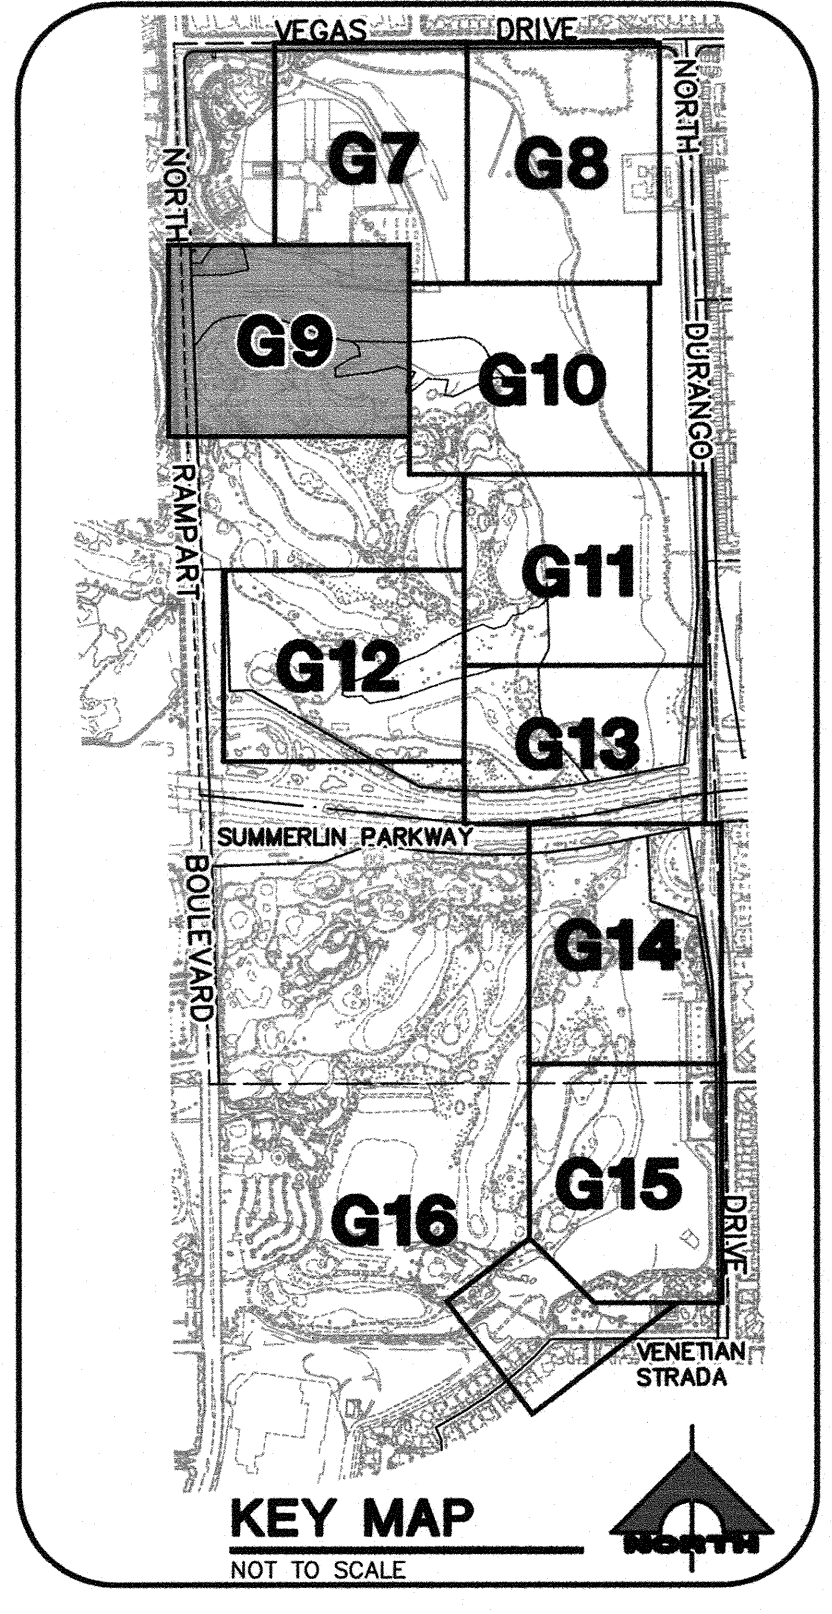 VEGAS DRIVE
NORTH
NORTH
G7
G8
G9
DURANGO
G10
RAMPART
G11
G12
G13
SUMMERLIN PARKWAY
BOULEVARD
G14
G15
G16
DRIVE
VENETIAN
STRADA
KEY MAP
NOT TO SCALE
NORTH